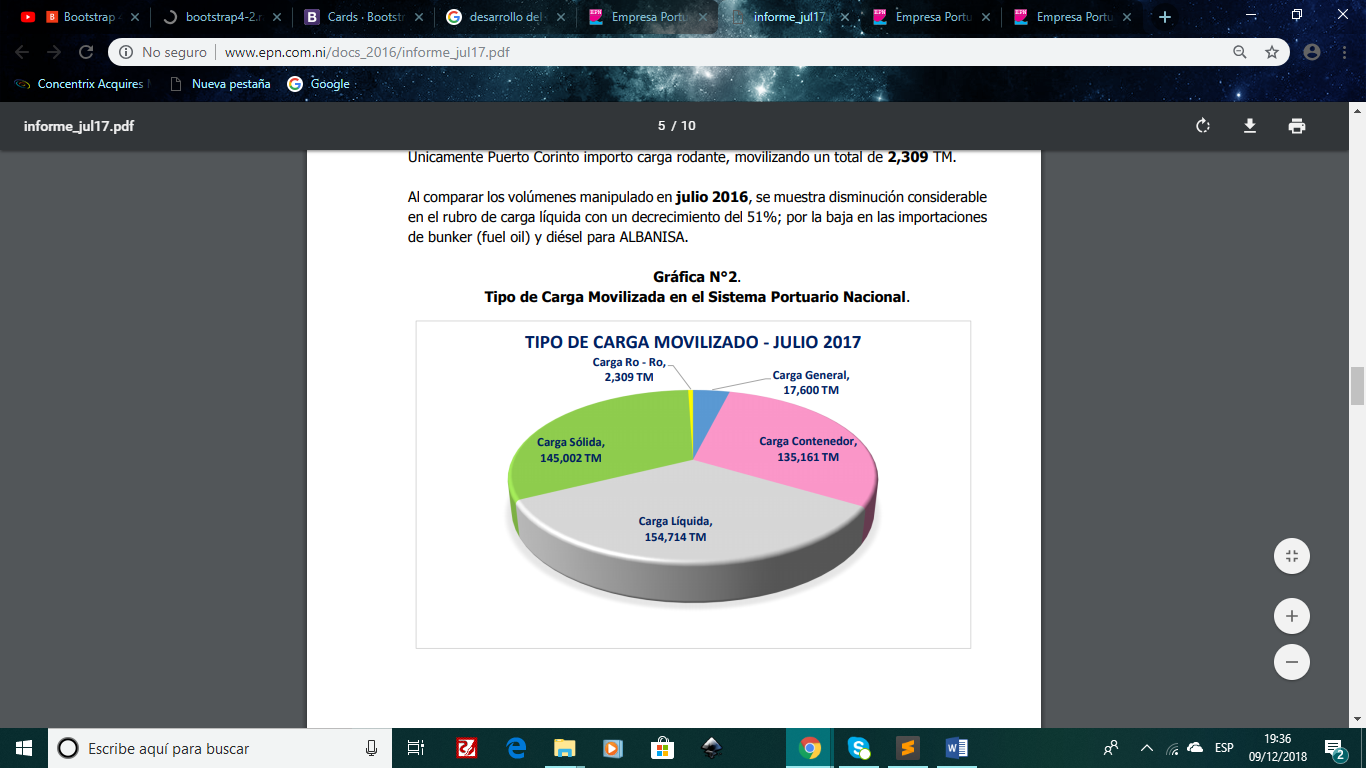 Bootstrap
bootstrap4-2.r
Cards · Bootst
desarrollo del
Empresa Portu
informe_jul17.
Empresa Portu
Empresa Portu
No seguro
www.epn.com.ni/docs_2016/informe_jul17.pdf
Concentrix Acquires
Nueva pestaña
Google
informe_jul17.pdf
5 / 10
Unicamente Puerto Corinto importo carga rodante, movilizando un total de 2,309 TM.
Al comparar los volúmenes manipulado en julio 2016, se muestra disminución considerable
en el rubro de carga líquida con un decrecimiento del 51%; por la baja en las importaciones
de bunker (fuel oil) y diésel para ALBANISA.
Gráfica N°2.
Tipo de Carga Movilizada en el Sistema Portuario Nacional.
TIPO DE CARGA MOVILIZADO - JULIO 2017
Carga Ro - Ro,
2,309 TM
Carga General,
17,600 TM
Carga Sólida,
145,002 TM
Carga Contenedor,
135,161 TM
Carga Líquida,
154,714 TM
Escribe aquí para buscar
ESP
19:36
09/12/2018
2